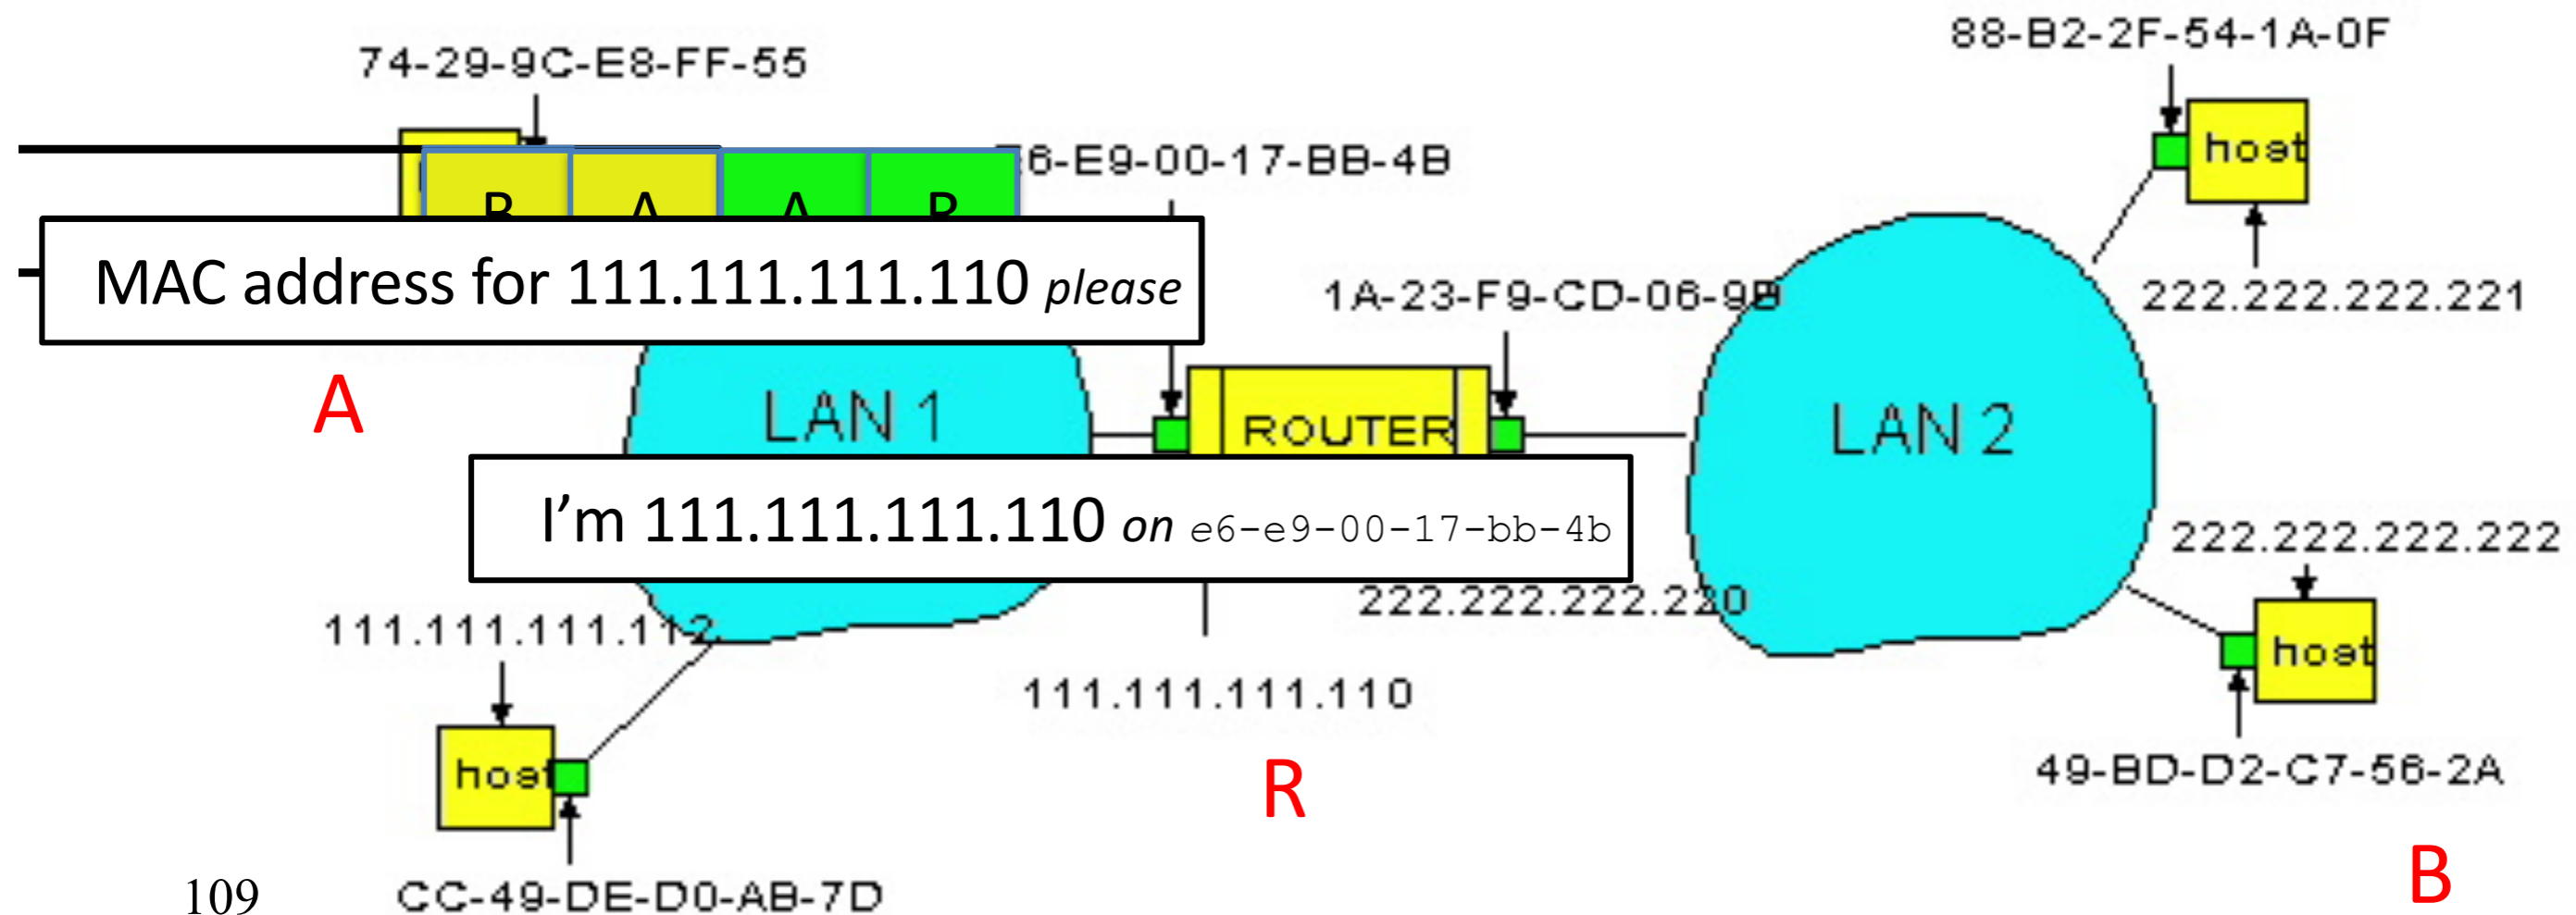 88-B2-2F-54-1A-0F
74-29-9C-E8-FF-55
E6-E9-00-17-BB-4B
host
B A A R
MAC address for 111.111.111.110 please
1A-23-F9-CD-06-9B
222.222.222.221
A
LAN 1
ROUTER
LAN 2
I'm 111.111.111.110 on e6-e9-00-17-bb-4b
222.222.222.222
222.222.222.220
111.111.111.112
host
111.111.111.110
host
R
49-BD-D2-C7-56-2A
B
109
CC-49-DE-D0-AB-7D